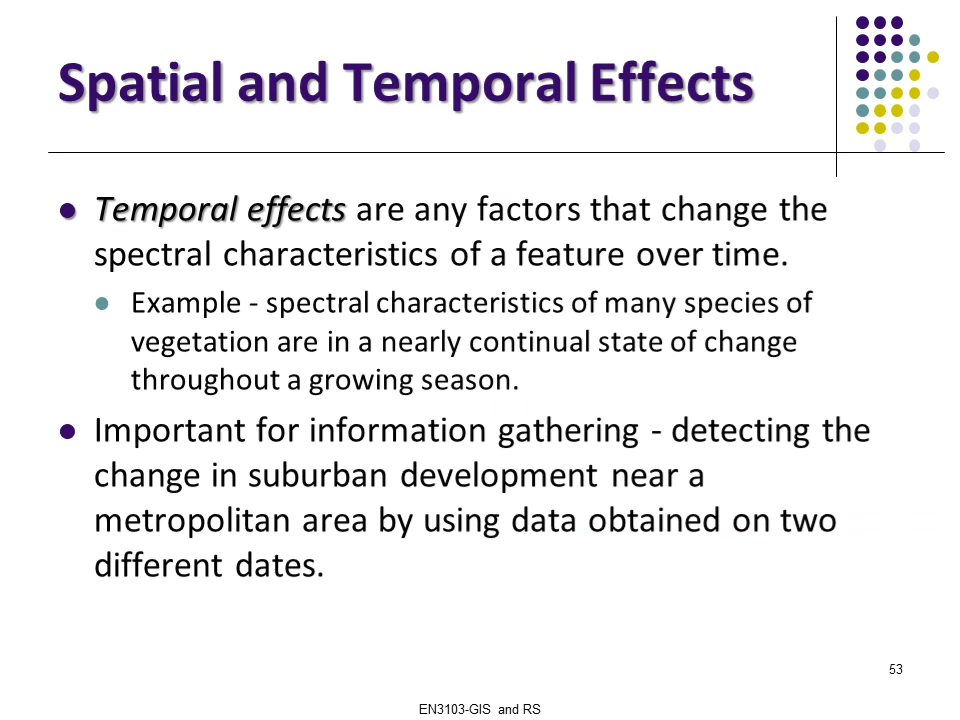 Spatial and Temporal Effects
Temporal effects are any factors that change the
spectral characteristics of a feature over time.
Example - spectral characteristics of many species of
vegetation are in a nearly continual state of change
throughout a growing season.
Important for information gathering - detecting the
change in suburban development near a
metropolitan area by using data obtained on two
different dates.
53
EN3103-GIS and RS